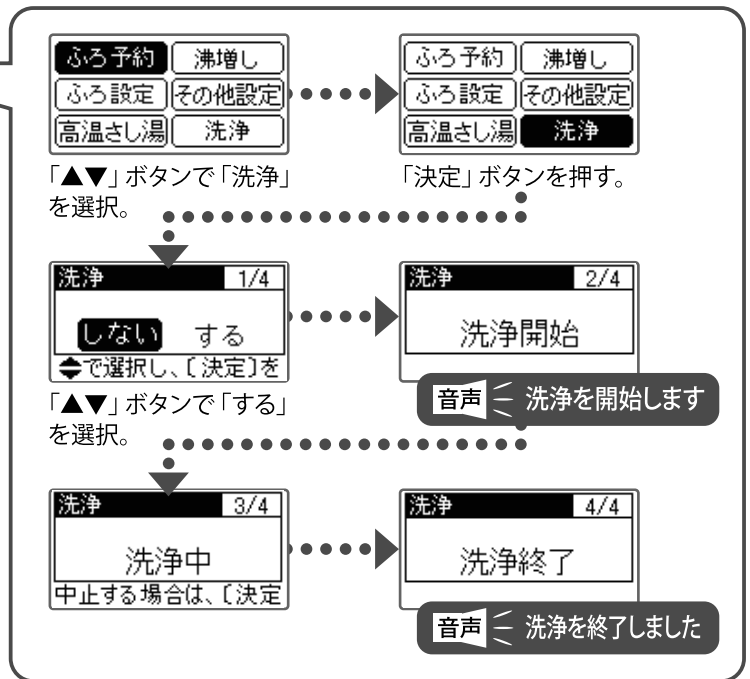 ふろ予約 沸増し
ふろ設定 その他設定
高温さし湯 洗浄
「▲▼」ボタンで「洗浄」
を選択。
ふろ予約 沸増し
ふろ設定 その他設定
高温さし湯 洗浄
「決定」ボタンを押す。
洗浄 1/4
しない する
◆で選択し、〔決定〕を
「▲▼」ボタンで「する」
を選択。
洗浄 2/4
洗浄開始
音声 洗浄を開始します
洗浄 3/4
洗浄中
中止する場合は、〔決定
洗浄 4/4
洗浄終了
音声 洗浄を終了しました